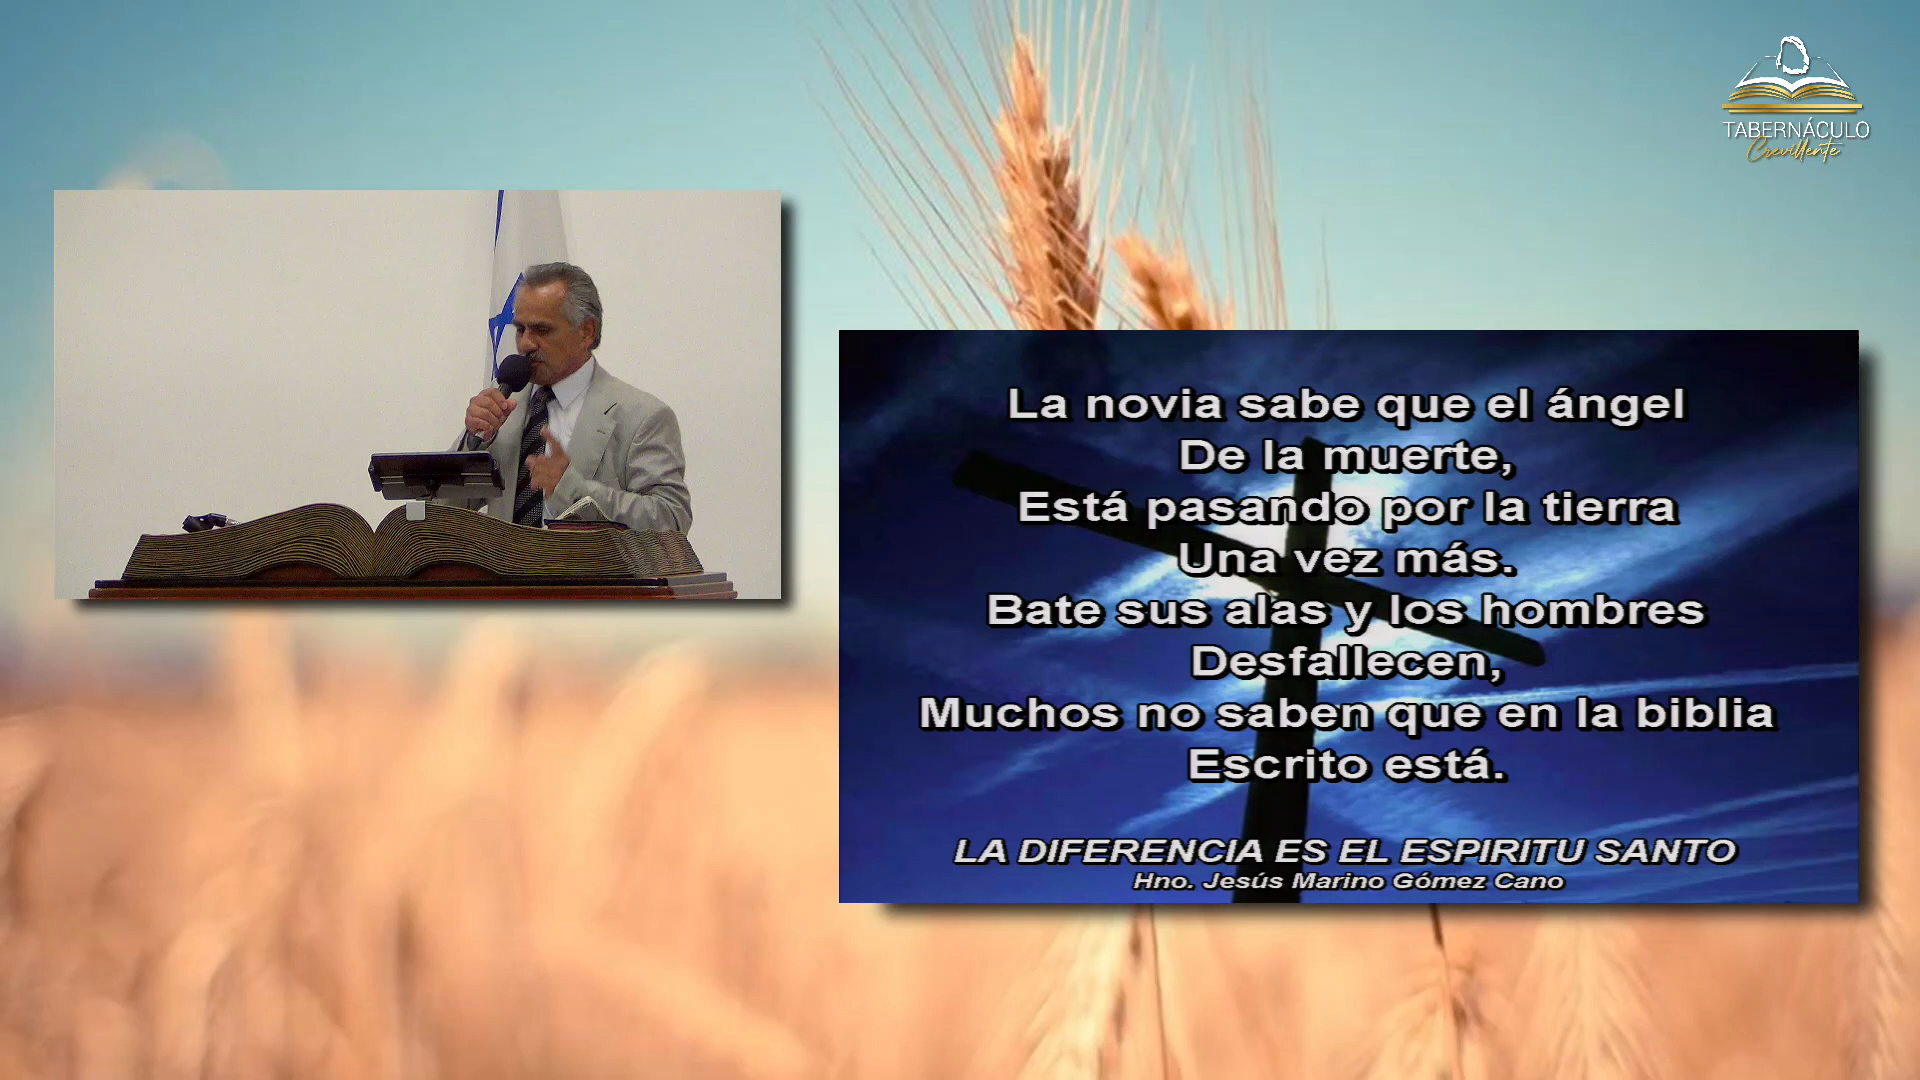 TABERNÁCULO
Crevillente
La novia sabe que el ángel
De la muerte,
Está pasando por la tierra
Una vez más.
Bate sus alas y los hombres
Desfallecen,
Muchos no saben que en la biblia
Escrito está.
LA DIFERENCIA ES EL ESPIRITU SANTO
Hno. Jesús Marino Gómez Cano